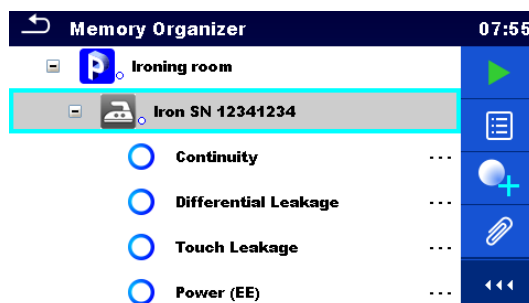 Memory Organizer 07:55
Ironing room
Iron SN 12341234
Continuity ---
Differential Leakage ---
Touch Leakage ---
Power (EE) ---